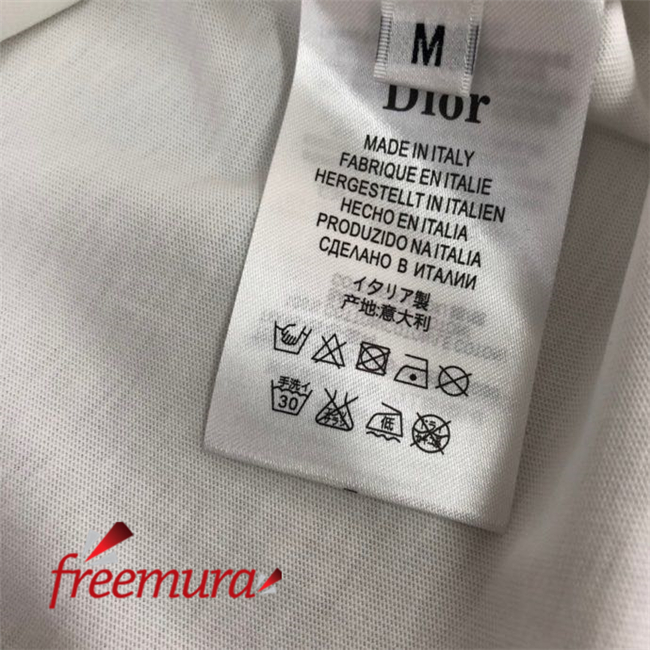 M
Dior
MADE IN ITALY
FABRIQUE EN ITALIE
HERGESTELLT IN ITALIEN
HECHO EN ITALIA
PRODUZIDO NA ITALIA
СДЕЛАНО В ИТАЛИИ
イタリア製
产地:意大利
手洗イ
30
低
freemura